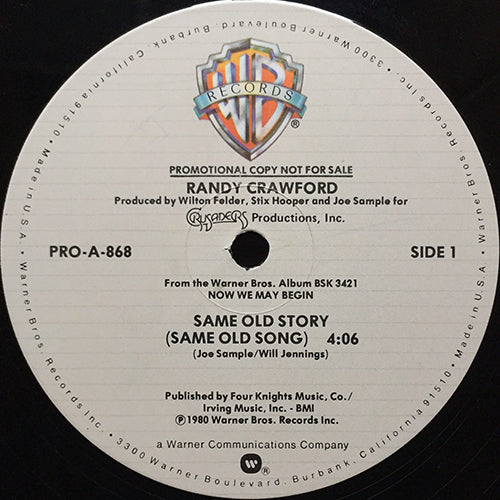 WB
RECORDS
®
PROMOTIONAL COPY NOT FOR SALE
RANDY CRAWFORD
Produced by Wilton Felder, Stix Hooper and Joe Sample for
CRUSADERS Productions, Inc.
PRO-A-868
SIDE 1
From the Warner Bros. Album BSK 3421
NOW WE MAY BEGIN
SAME OLD STORY
(SAME OLD SONG) 4:06
(Joe Sample/Will Jennings)
Published by Four Knights Music, Co./
Irving Music, Inc. - BMI
℗1980 Warner Bros. Records Inc.
a Warner Communications Company
®
Warner Bros. Records Inc. • 3300 Warner Boulevard, Burbank, California 91510 • Made in U.S.A. •
Warner Bros. Records Inc. • 3300 Warner Boulevard, Burbank, California 91510 • Made in U.S.A. •